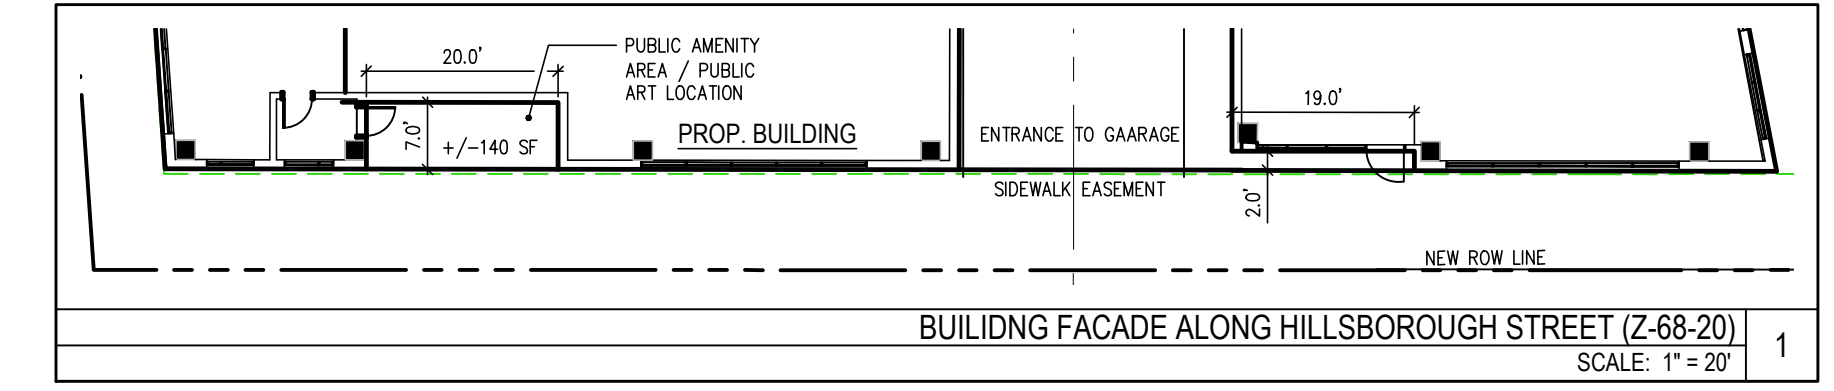 20.0'
PUBLIC AMENITY
AREA / PUBLIC
ART LOCATION
7.0'
+/-140 SF
PROP. BUILDING
ENTRANCE TO GAARAGE
19.0'
SIDEWALK EASEMENT
2.0'
NEW ROW LINE
BUILIDNG FACADE ALONG HILLSBOROUGH STREET (Z-68-20)
SCALE: 1" = 20'
1